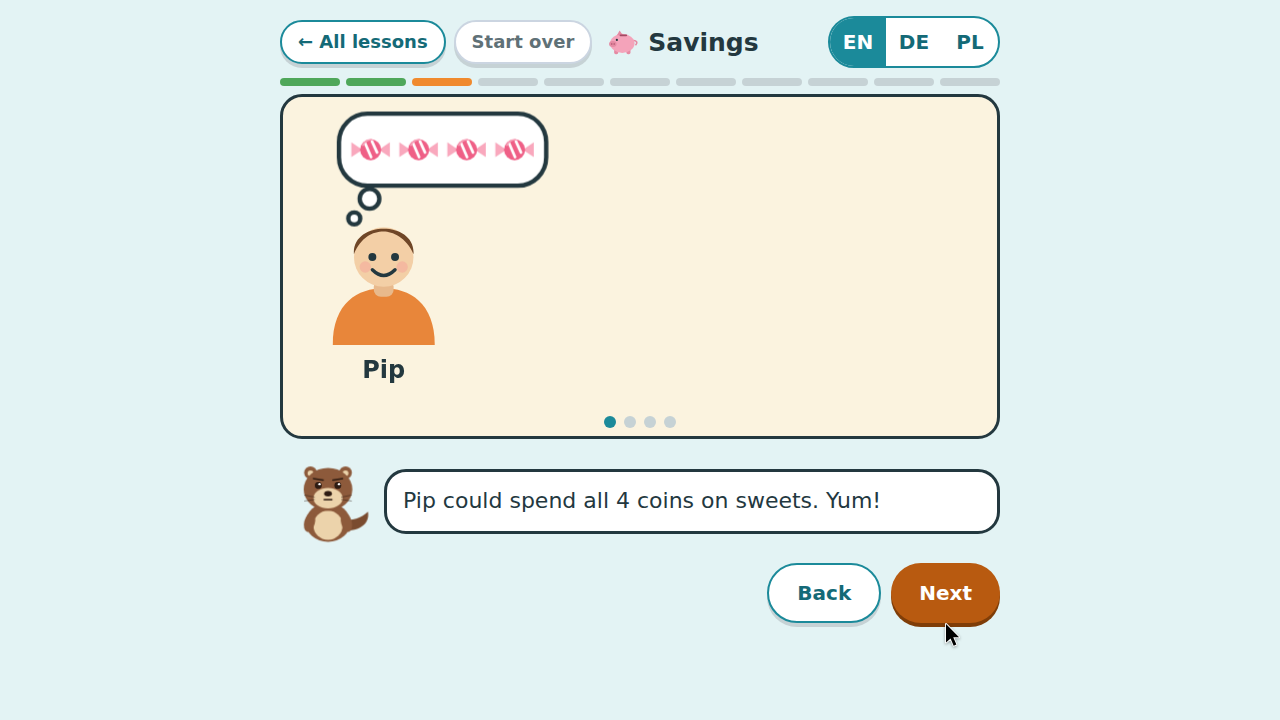 ← All lessons
Start over
Savings
EN
DE
PL
Pip
Pip could spend all 4 coins on sweets. Yum!
Back
Next